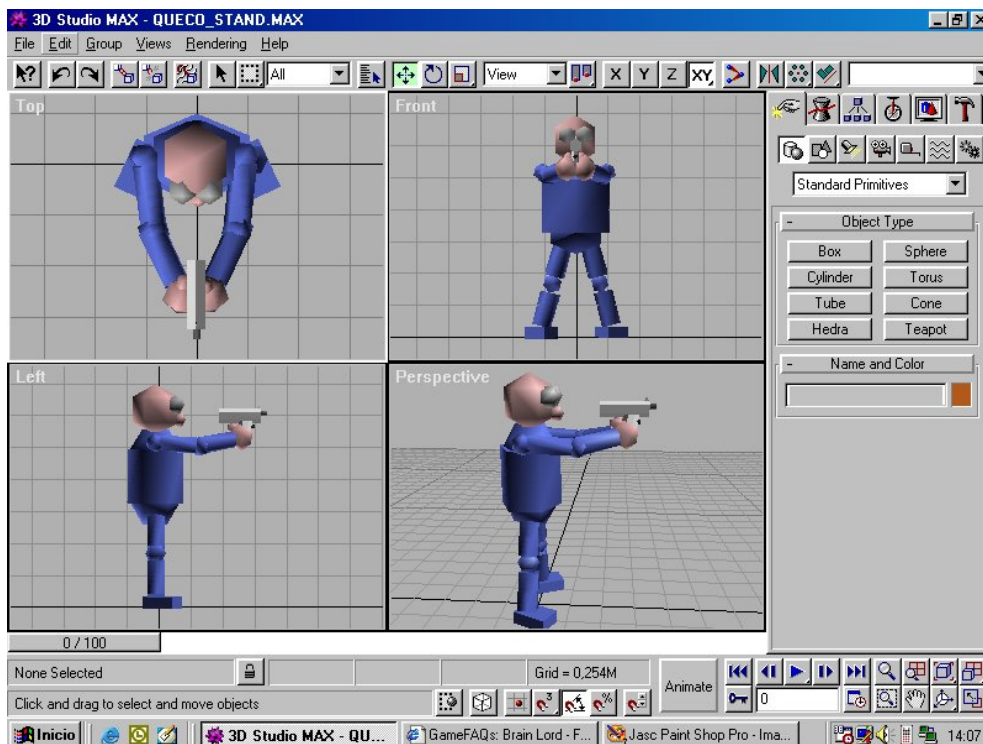 3D Studio MAX - QUECO_STAND.MAX
File Edit Group Views Rendering Help
All View X Y Z XY
Top
Front
Left
Perspective
Standard Primitives
- Object Type
Box Sphere
Cylinder Torus
Tube Cone
Hedra Teapot
- Name and Color
0 / 100
None Selected
Grid = 0,254M
Click and drag to select and move objects
Animate
0
Inicio
3D Studio MAX - QU...
GameFAQs: Brain Lord - F...
Jasc Paint Shop Pro - Ima...
14:07